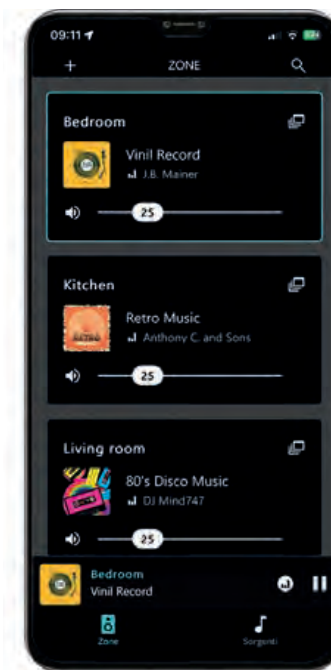 09:11
ZONE
Bedroom
Vinil Record
J.B. Mainer
25
Kitchen
RETRO
Retro Music
Anthony C. and Sons
25
Living room
80's Disco Music
DJ Mind747
25
Bedroom
Vinil Record
Zone
Sorgenti